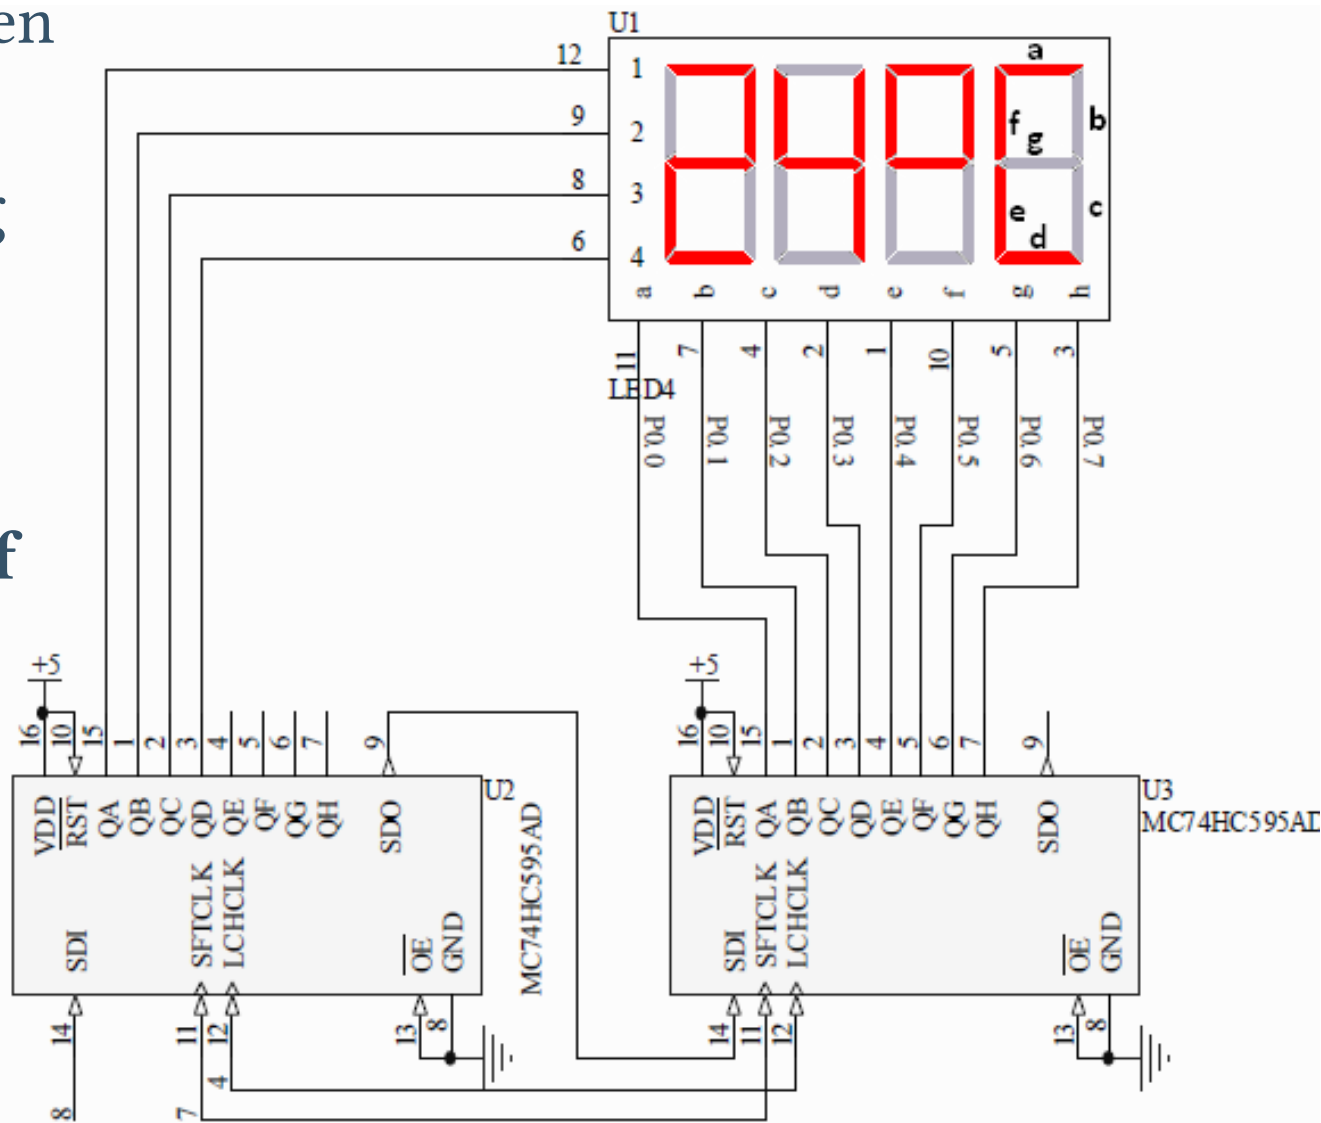 en
f
U1
12
9
8
6
1
2
3
4
a
f
g
b
e
d
c
a b c d e f g h
11 7 4 2 1 10 5 3
LED4
P0.0 P0.1 P0.2 P0.3 P0.4 P0.5 P0.6 P0.7
+5
16 10 15 1 2 3 4 5 6 7 9
VDD RST QA QB QC QD QE QF QG QH SDO
SDI SFTCLK LCHCLK OE GND
U2
MC74HC595AD
14 11 12 13 8
4
8 7
+5
16 10 15 1 2 3 4 5 6 7 9
VDD RST QA QB QC QD QE QF QG QH SDO
SDI SFTCLK LCHCLK OE GND
U3
MC74HC595AD
14 11 12 13 8